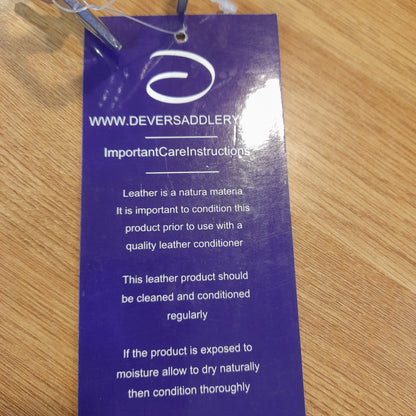 WWW.DEVERSADDLERY
ImportantCareInstructions
Leather is a natura materia
It is important to condition this
product prior to use with a
quality leather conditioner
This leather product should
be cleaned and conditioned
regularly
If the product is exposed to
moisture allow to dry naturally
then condition thoroughly